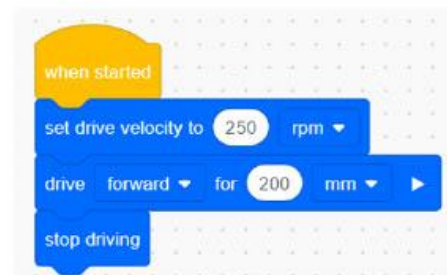 when started
set drive velocity to 250 rpm
drive forward for 200 mm
stop driving